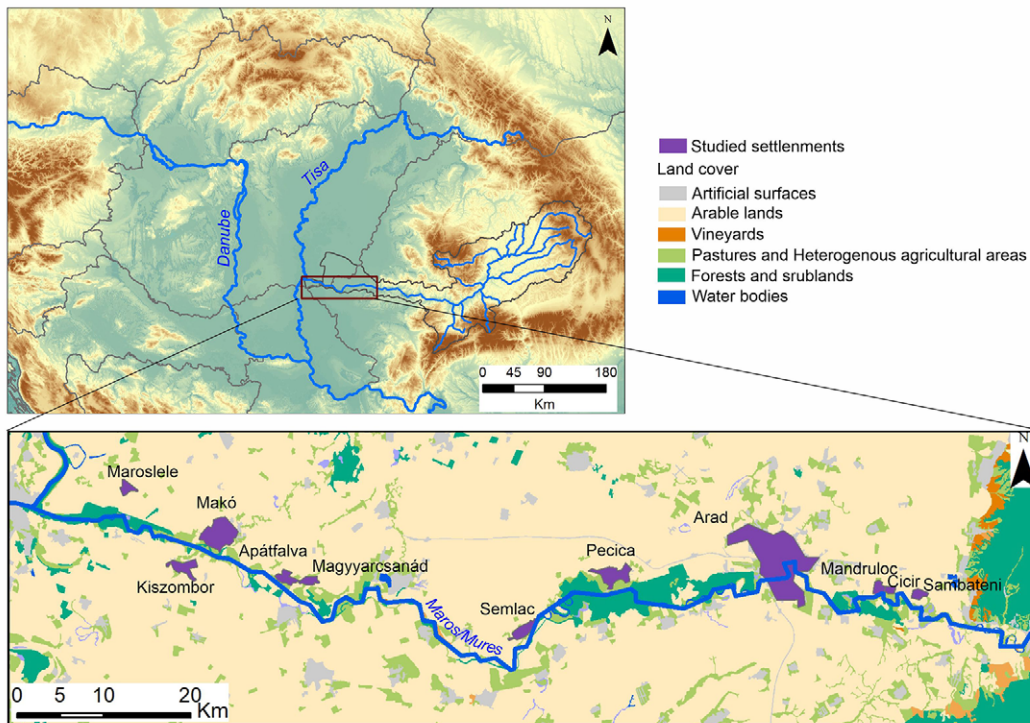 N
Tisa
Danube
0 45 90 180
Km
Studied settlenments
Land cover
Artificial surfaces
Arable lands
Vineyards
Pastures and Heterogenous agricultural areas
Forests and srublands
Water bodies
N
Maroslele
Makó
Arad
Apátfalva
Pecica
Kiszombor
Magyyarcsanád
Mandruloc
Cicir
Sambateni
Semlac
Maros/Mures
0 5 10 20
Km